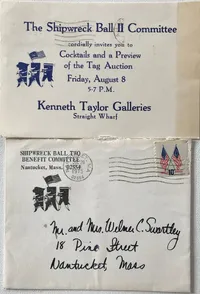 The Shipwreck Ball II Committee
cordially invites you to
Cocktails and a Preview
of the Tag Auction
Friday, August 8
5-7 P.M.
Kenneth Taylor Galleries
Straight Wharf
SHIPWRECK BALL TWO
BENEFIT COMMITTEE
Nantucket, Mass. 02554
10
Mr. and Mrs. Wilmer C. Swartley
18 Pine Street
Nantucket, Mass